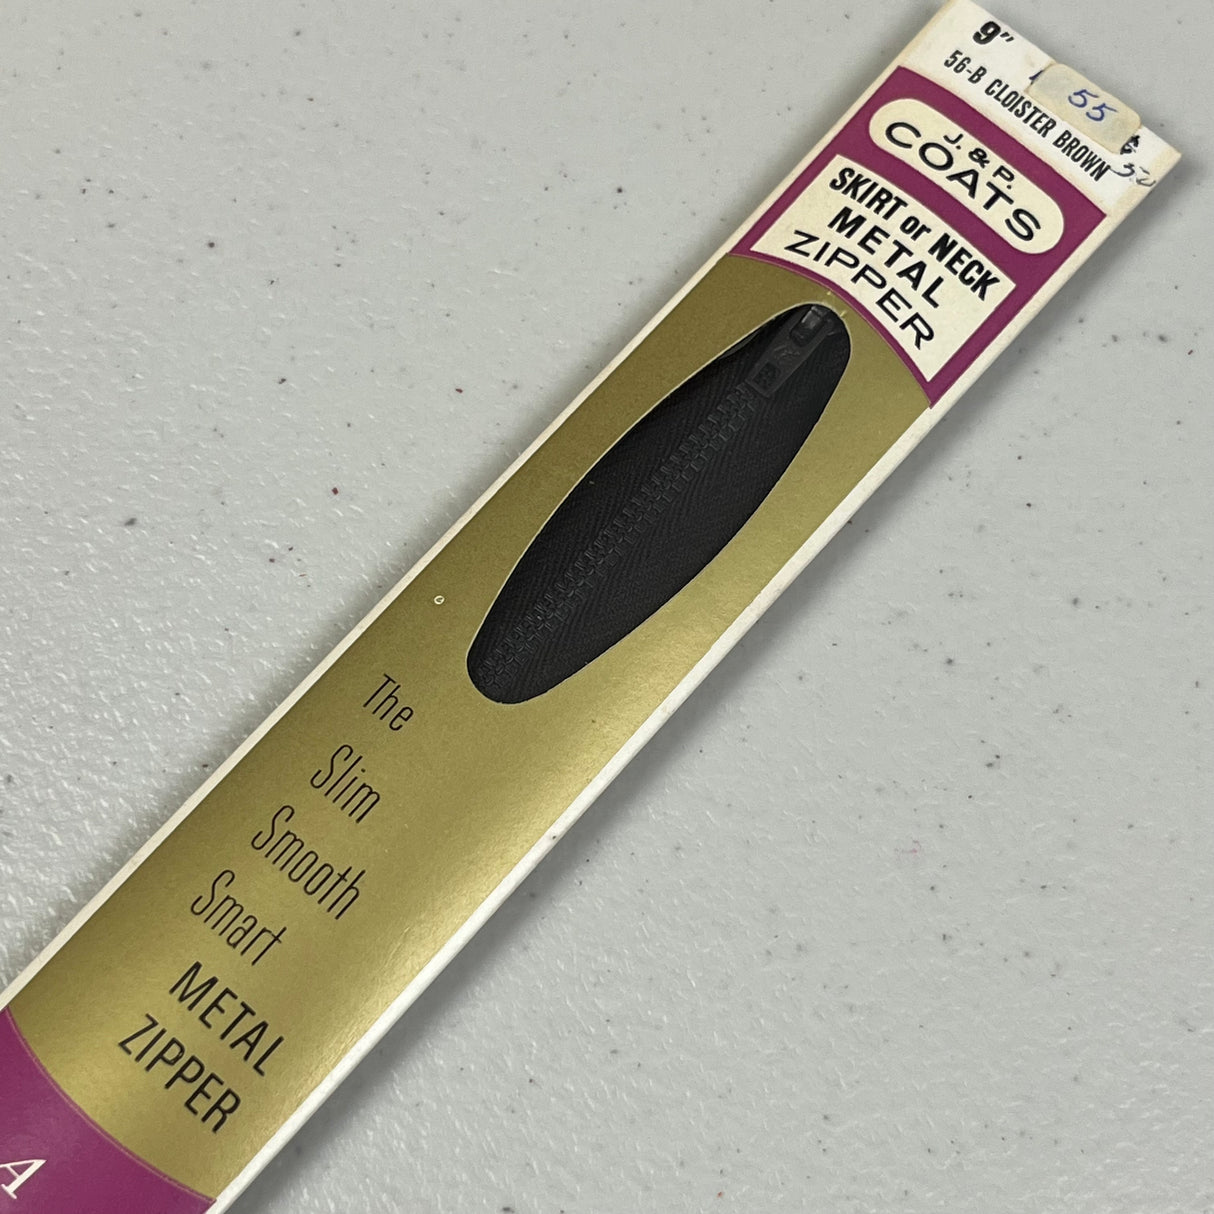 9"
56-B CLOISTER BROWN
55
J. & P.
COATS
SKIRT or NECK
METAL
ZIPPER
The
Slim
Smooth
Smart
METAL
ZIPPER
A